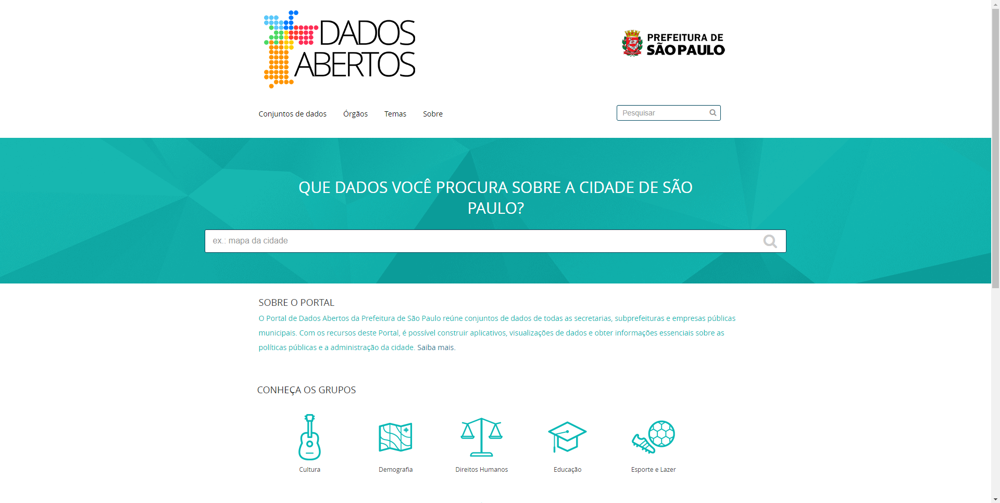 DADOS
ABERTOS
PREFEITURA DE
SÃO PAULO
Conjuntos de dados
Órgãos
Temas
Sobre
Pesquisar
QUE DADOS VOCÊ PROCURA SOBRE A CIDADE DE SÃO
PAULO?
ex.: mapa da cidade
SOBRE O PORTAL
O Portal de Dados Abertos da Prefeitura de São Paulo reúne conjuntos de dados de todas as secretarias, subprefeituras e empresas públicas
municipais. Com os recursos deste Portal, é possível construir aplicativos, visualizações de dados e obter informações essenciais sobre as
políticas públicas e a administração da cidade. Saiba mais.
CONHEÇA OS GRUPOS
Cultura
Demografia
Direitos Humanos
Educação
Esporte e Lazer